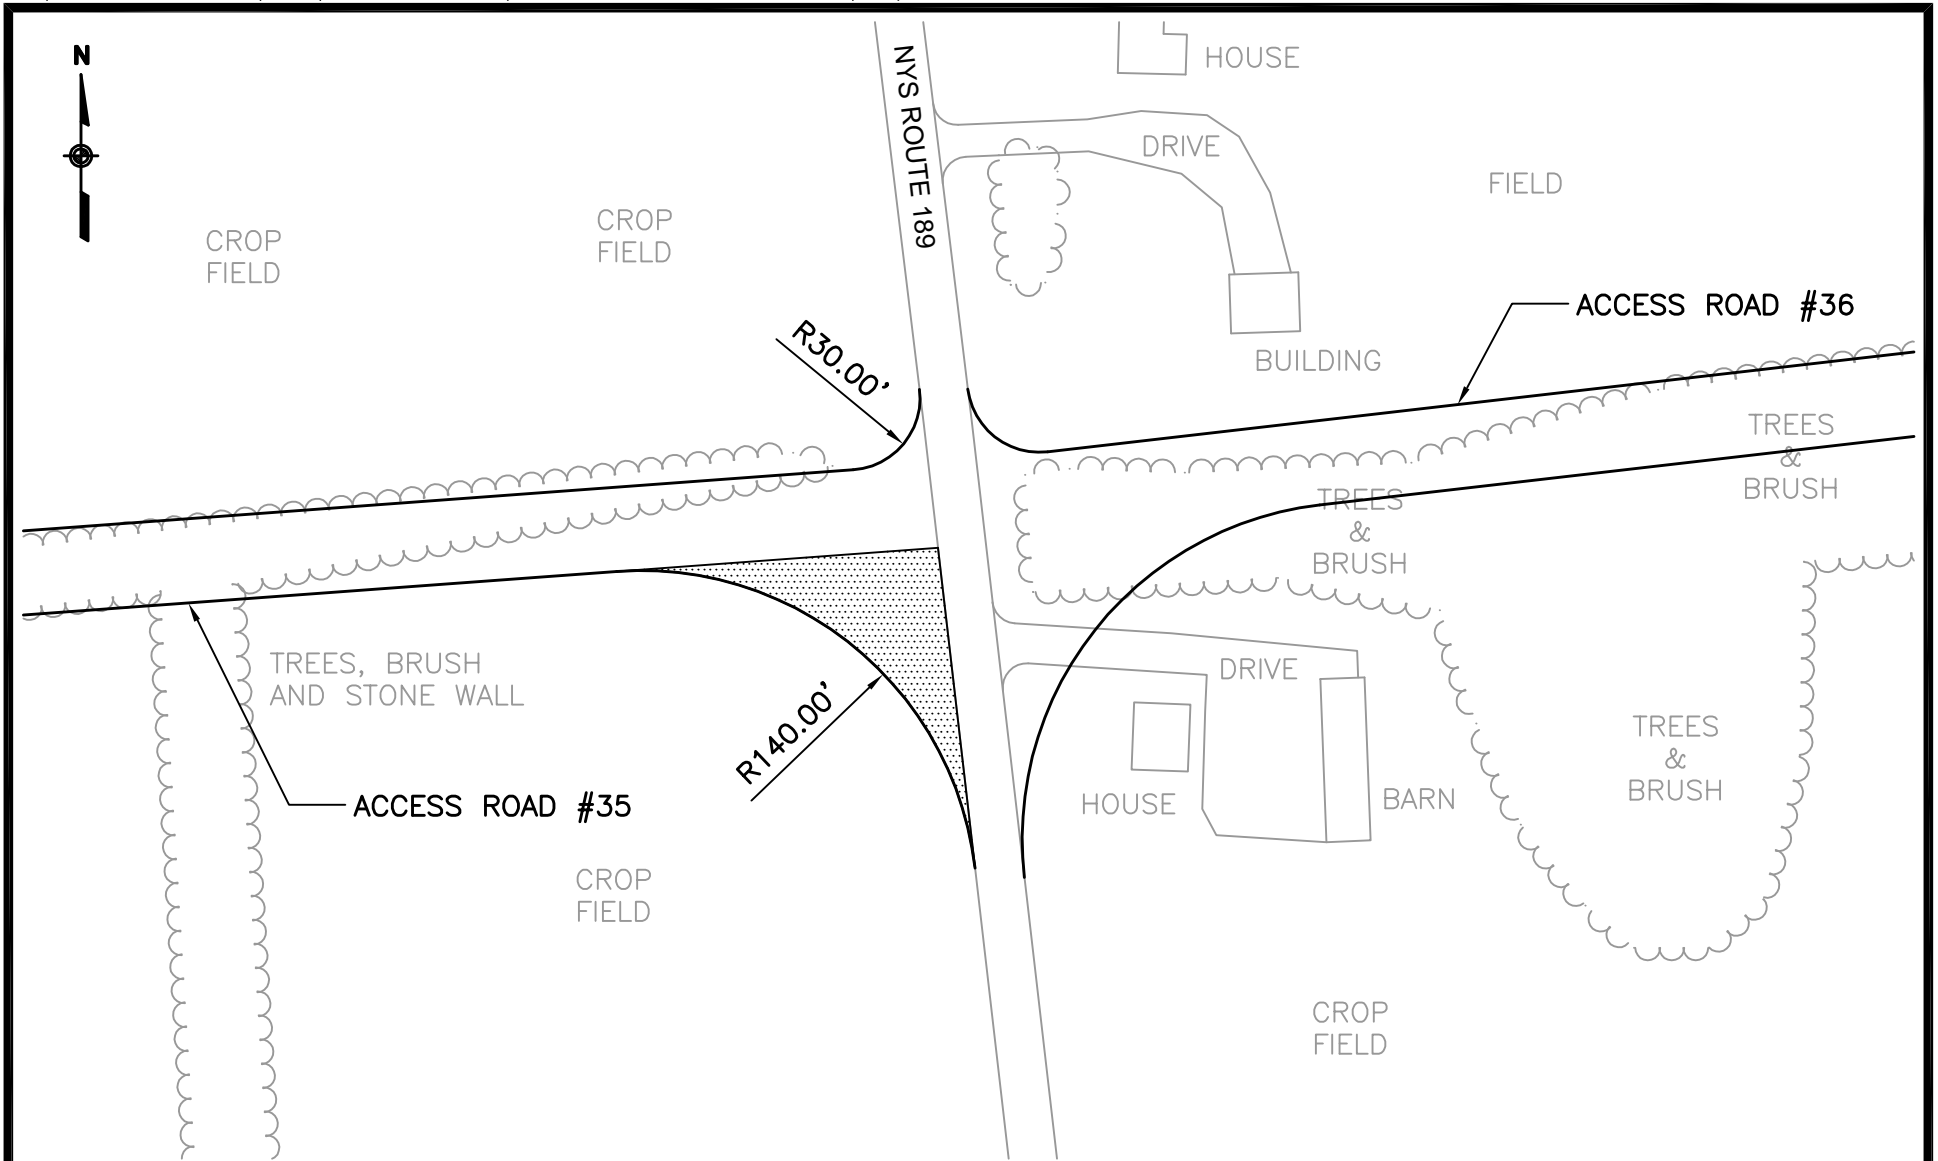 N
NYS ROUTE 189
HOUSE
DRIVE
FIELD
CROP
FIELD
CROP
FIELD
ACCESS ROAD #36
R30.00'
BUILDING
TREES
&
BRUSH
TREES
&
BRUSH
TREES, BRUSH
AND STONE WALL
DRIVE
R140.00'
TREES
&
BRUSH
ACCESS ROAD #35
HOUSE
BARN
CROP
FIELD
CROP
FIELD